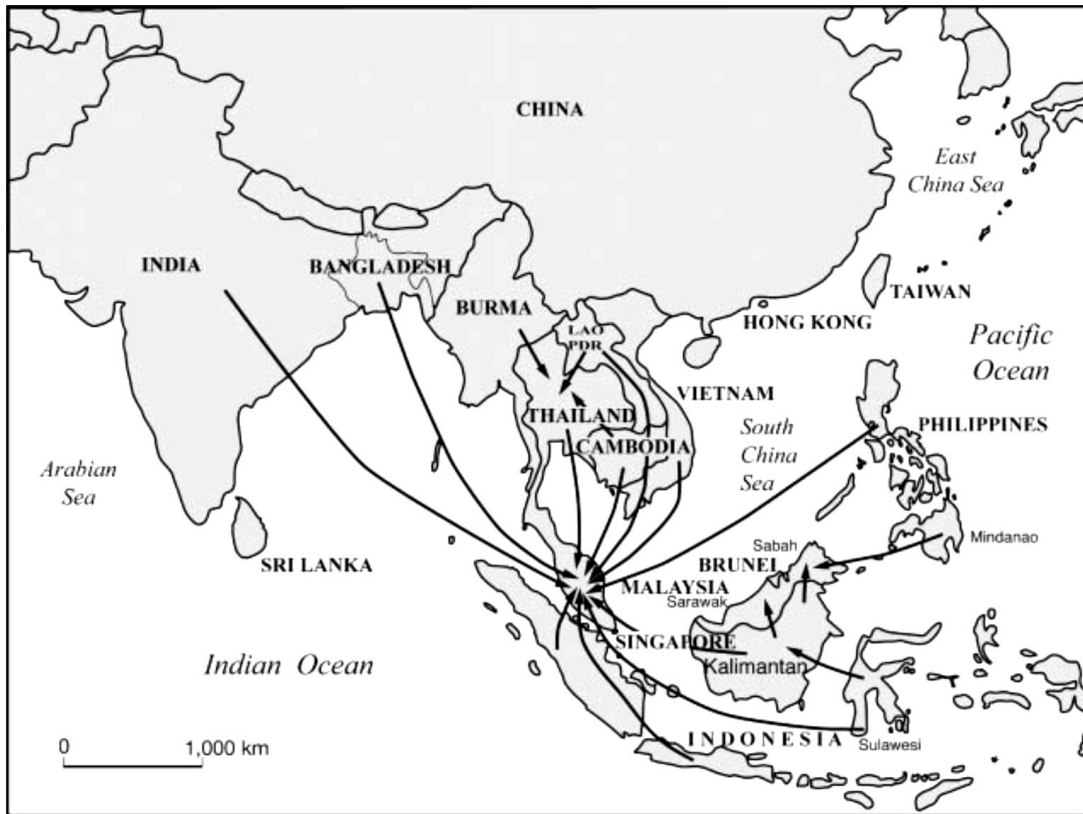 CHINA
East
China Sea
INDIA
BANGLADESH
BURMA
TAIWAN
HONG KONG
LAO
PDR
Pacific
Ocean
VIETNAM
THAILAND
South
China
Sea
PHILIPPINES
CAMBODIA
Arabian
Sea
Mindanao
Sabah
SRI LANKA
BRUNEI
MALAYSIA
Sarawak
SINGAPORE
Indian Ocean
Kalimantan
INDONESIA
Sulawesi
0 1,000 km